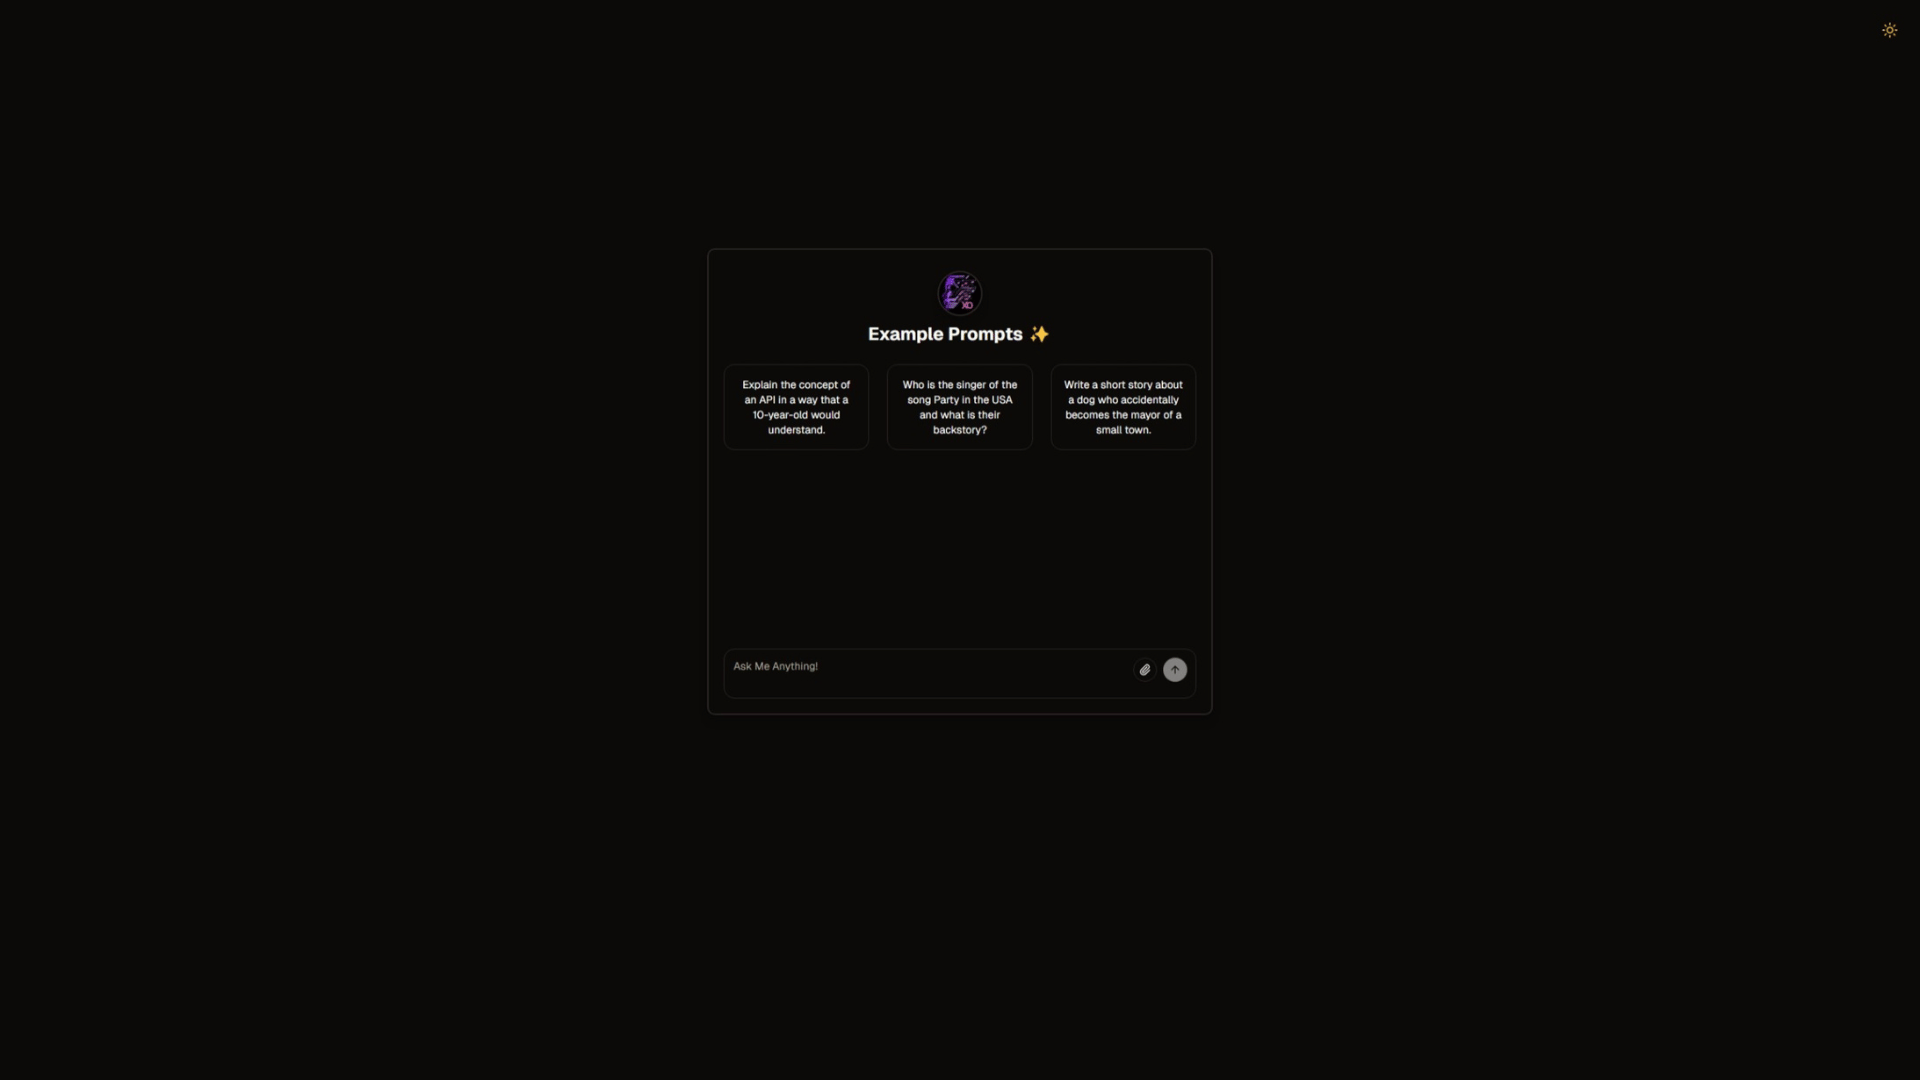 XO
Example Prompts ✨
Explain the concept of
an API in a way that a
10-year-old would
understand.
Who is the singer of the
song Party in the USA
and what is their
backstory?
Write a short story about
a dog who accidentally
becomes the mayor of a
small town.
Ask Me Anything!